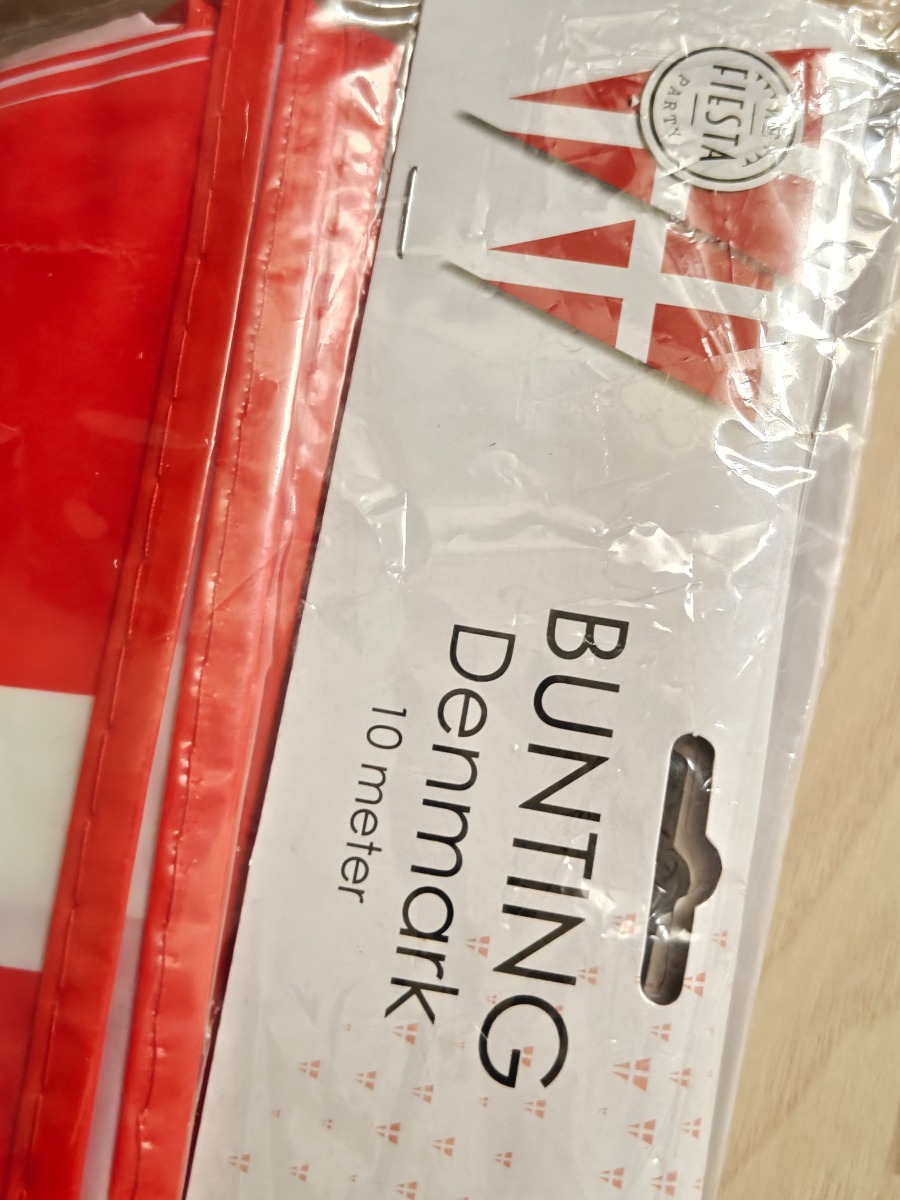 FIESTA
PARTY
BUNTING
Denmark
10 meter